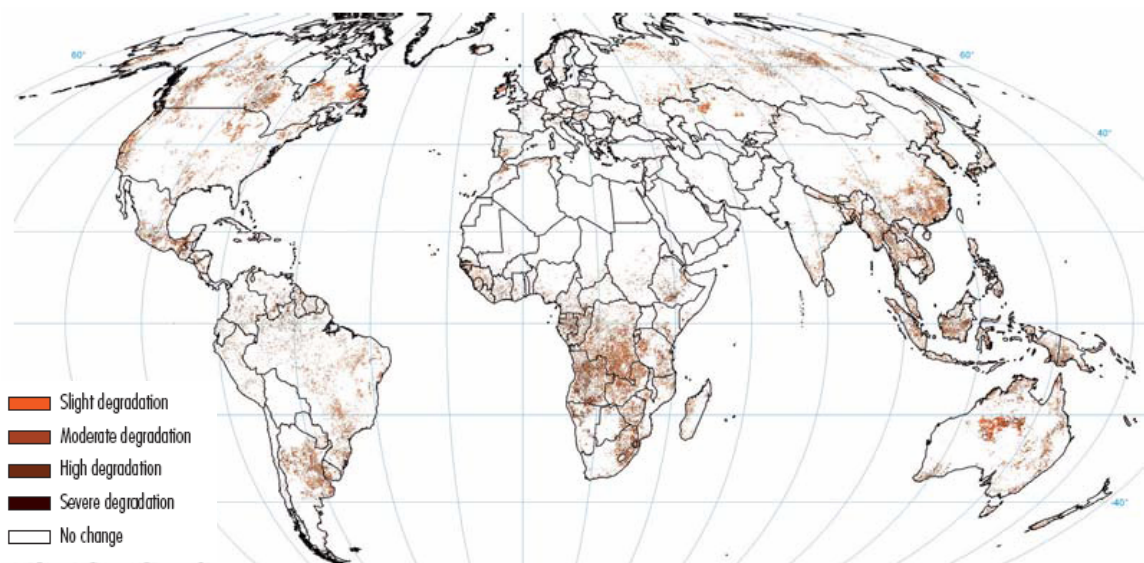 60°
60°
40°
Slight degradation
Moderate degradation
High degradation
Severe degradation
No change
-40°